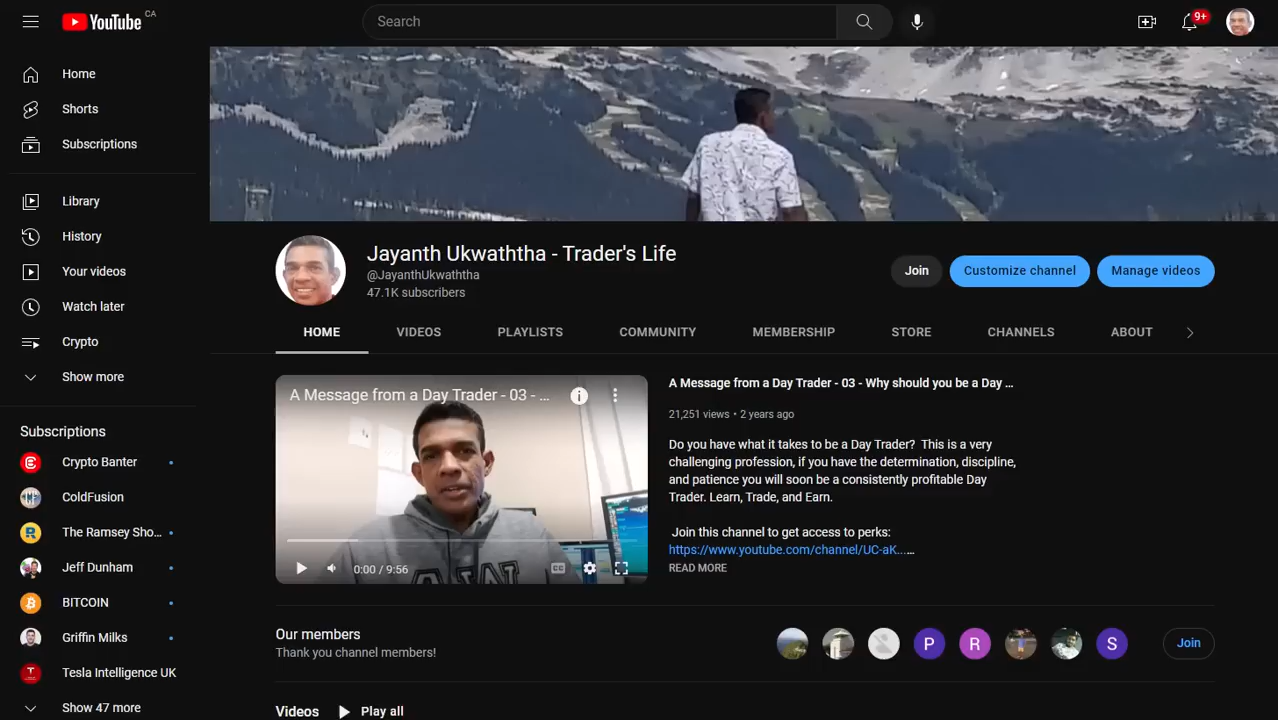 YouTube CA
Search
9+
Home
Shorts
Subscriptions
Library
History
Your videos
Watch later
Crypto
Show more
Subscriptions
Crypto Banter
ColdFusion
The Ramsey Sho...
Jeff Dunham
BITCOIN
Griffin Milks
Tesla Intelligence UK
Show 47 more
Jayanth Ukwaththa - Trader's Life
@JayanthUkwaththa
47.1K subscribers
Join
Customize channel
Manage videos
HOME
VIDEOS
PLAYLISTS
COMMUNITY
MEMBERSHIP
STORE
CHANNELS
ABOUT
A Message from a Day Trader - 03 - ...
0:00 / 9:56
CC
A Message from a Day Trader - 03 - Why should you be a Day ...
21,251 views • 2 years ago
Do you have what it takes to be a Day Trader?  This is a very
challenging profession, if you have the determination, discipline,
and patience you will soon be a consistently profitable Day
Trader. Learn, Trade, and Earn.
Join this channel to get access to perks:
https://www.youtube.com/channel/UC-aK......
READ MORE
Our members
Thank you channel members!
P
R
S
Join
Videos
Play all